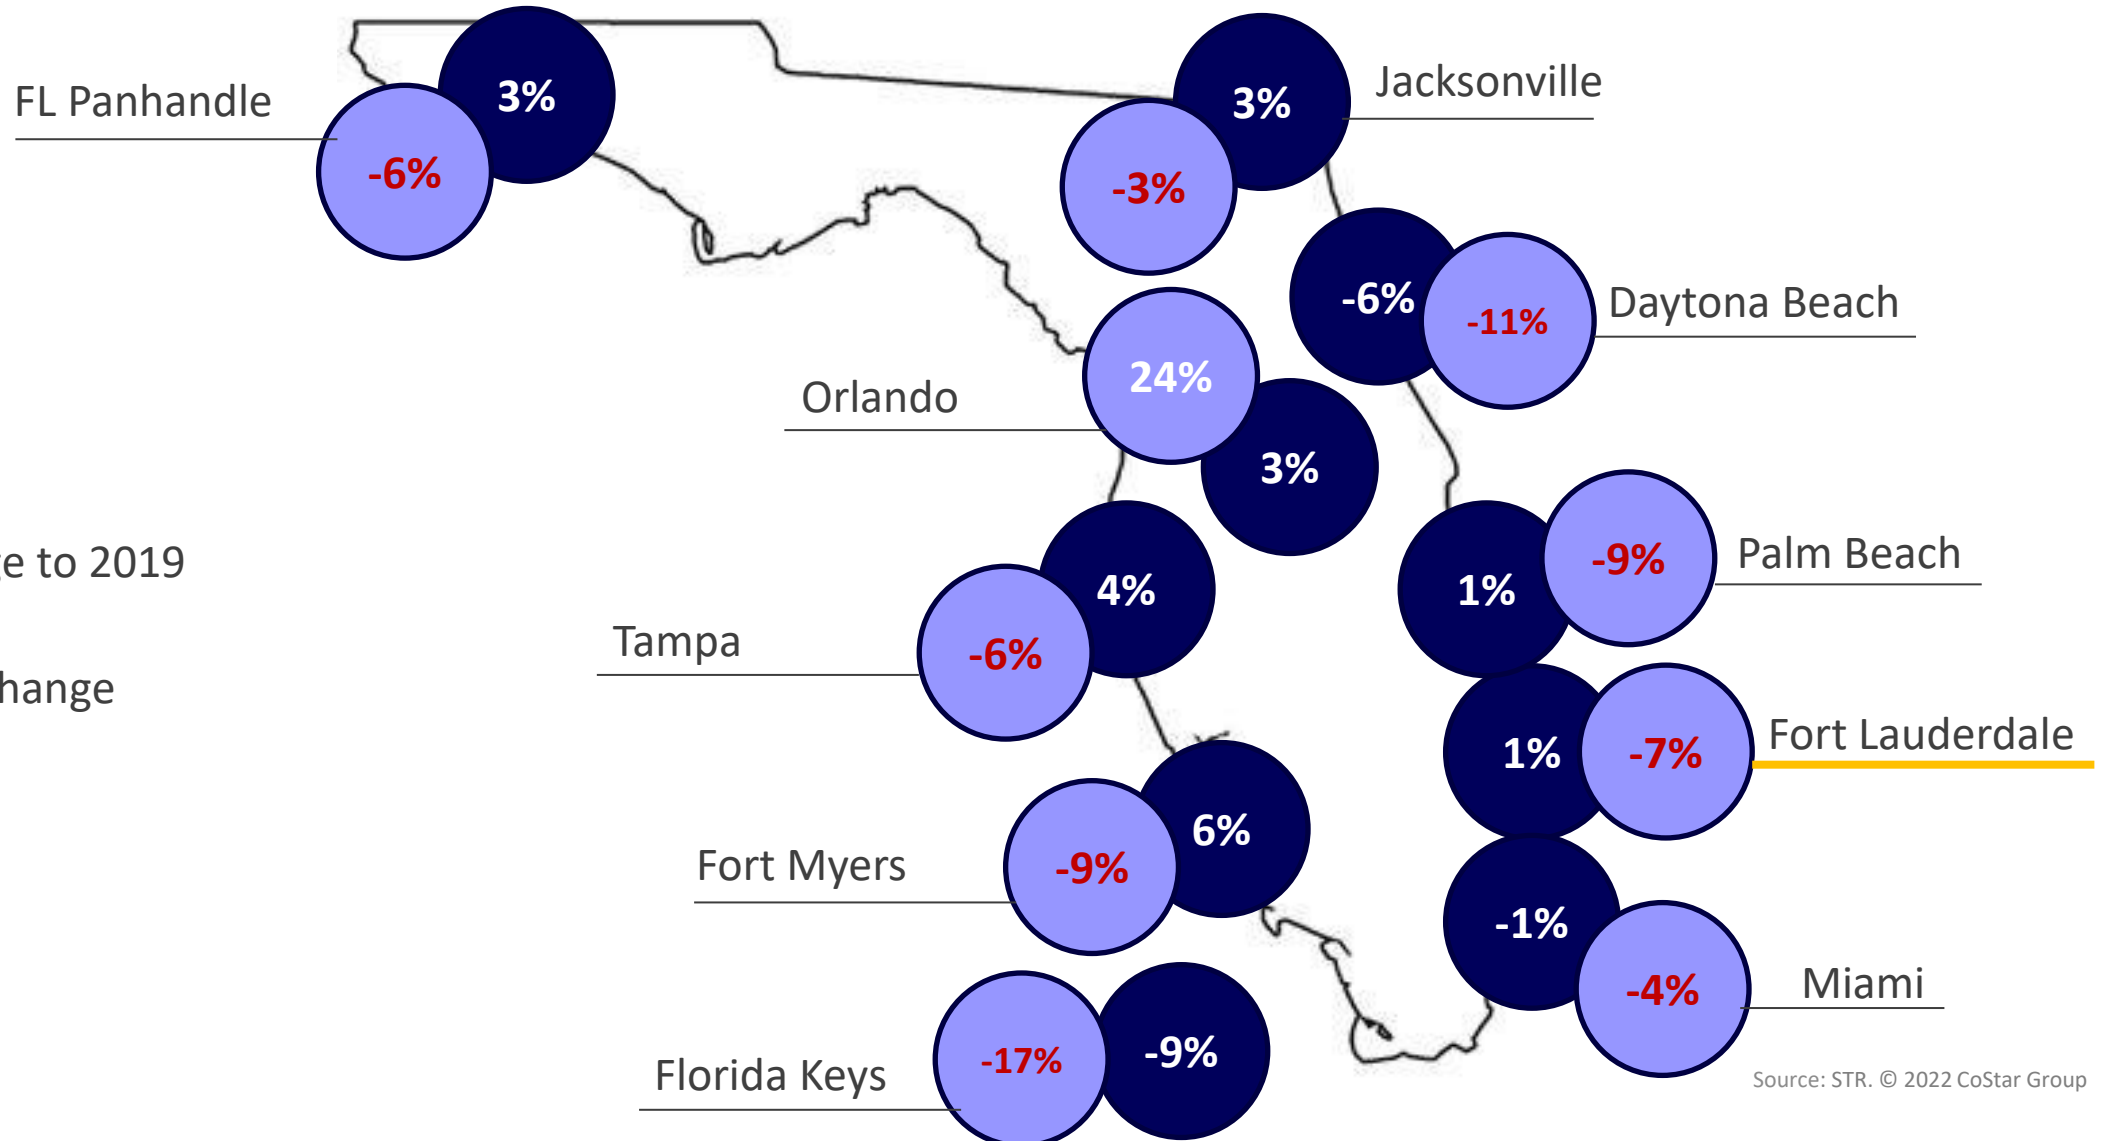 FL Panhandle
3%
-6%
3%
Jacksonville
-3%
-6%
-11%
Daytona Beach
24%
Orlando
3%
to 2019
4%
-6%
Tampa
1%
-9%
Palm Beach
1%
-7%
Fort Lauderdale
6%
-9%
Fort Myers
-1%
-4%
Miami
-17%
-9%
Florida Keys
Source: STR. © 2022 CoStar Group